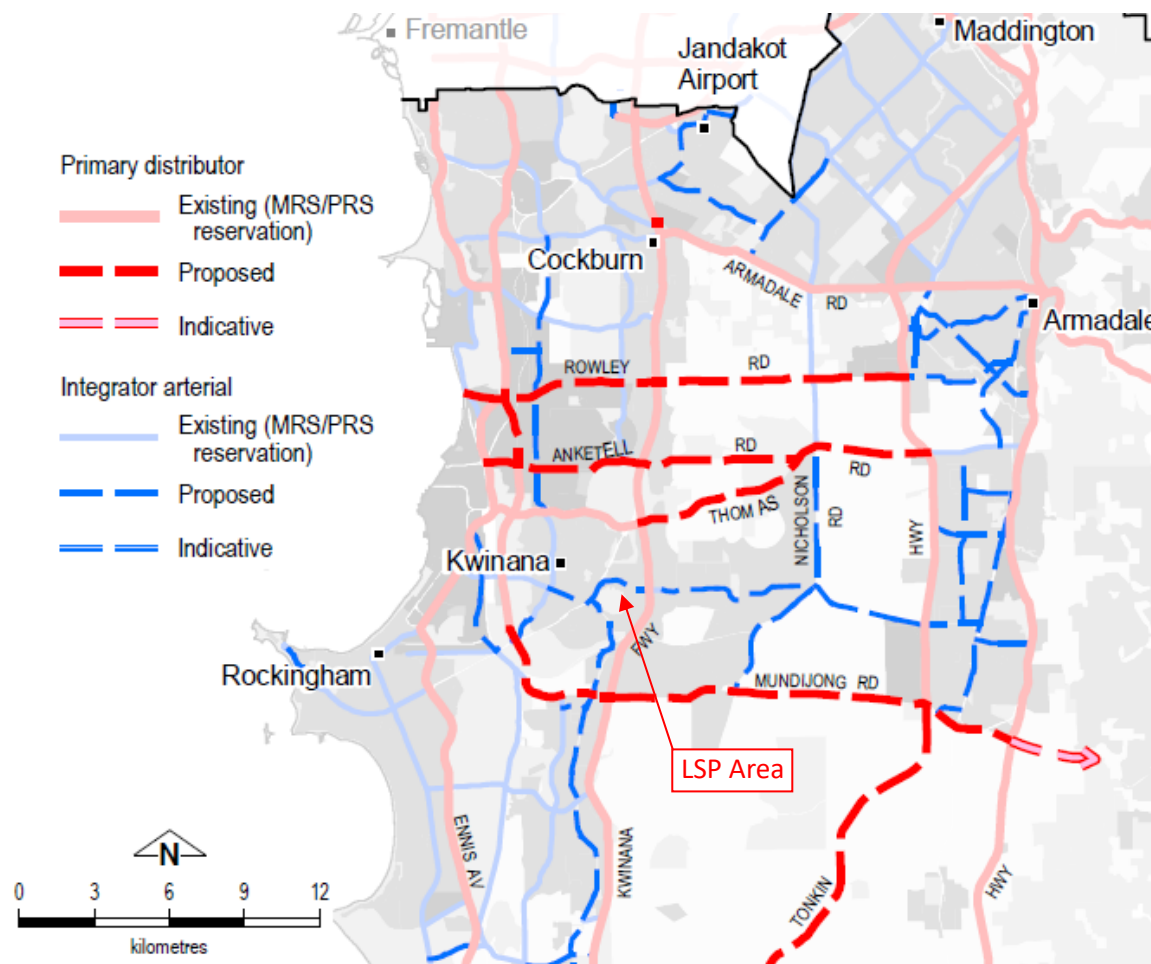 Fremantle
Maddington
Jandakot
Airport
Primary distributor
Existing (MRS/PRS
reservation)
Proposed
Indicative
Integrator arterial
Existing (MRS/PRS
reservation)
Proposed
Indicative
Cockburn
ARMADALE
RD
Armadale
ROWLEY
RD
ANKETELL
RD
RD
THOMAS
NICHOLSON
RD
HWY
Kwinana
FWY
Rockingham
MUNDIJONG RD
LSP Area
ENNIS AV
KWINANA
TONKIN
HWY
N
0 3 6 9 12
kilometres